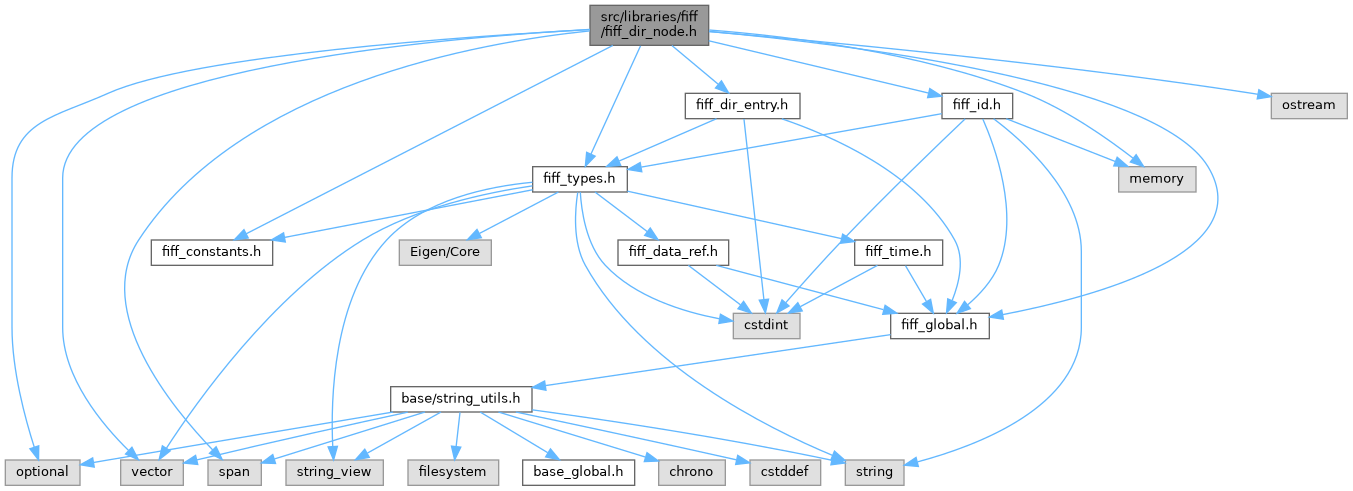 src/libraries/fiff
/fiff_dir_node.h
fiff_dir_entry.h
fiff_id.h
ostream
fiff_types.h
memory
fiff_constants.h
Eigen/Core
fiff_data_ref.h
fiff_time.h
cstdint
fiff_global.h
base/string_utils.h
optional
vector
span
string_view
filesystem
base_global.h
chrono
cstddef
string